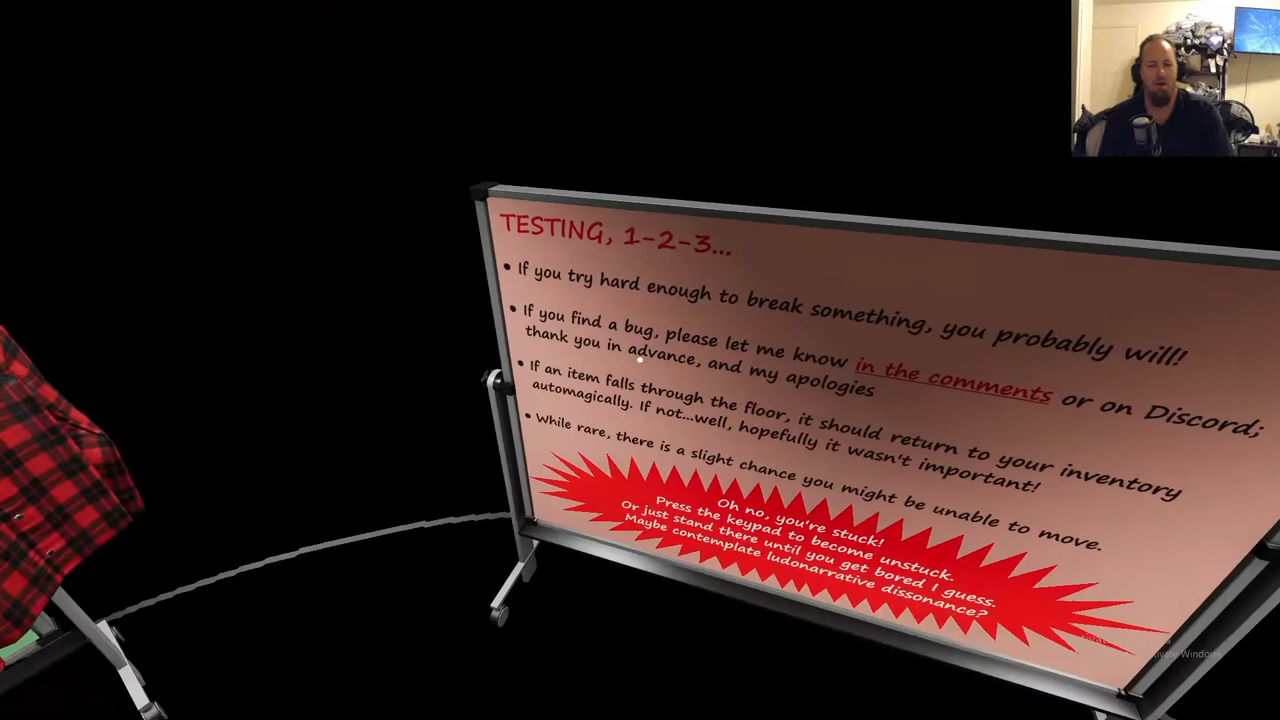 TESTING, 1-2-3...
• If you try hard enough to break something, you probably will!
• If you find a bug, please let me know in the comments or on Discord;
thank you in advance, and my apologies
• If an item falls through the floor, it should return to your inventory
automagically. If not...well, hopefully it wasn't important!
• While rare, there is a slight chance you might be unable to move.
Oh no, you're stuck!
Press the keypad to become unstuck.
Or just stand there until you get bored I guess.
Maybe contemplate ludonarrative dissonance?
Windows